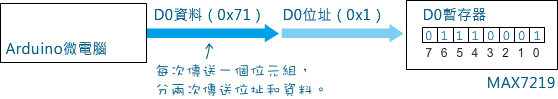 Arduino微電腦
D0資料（0x71）
D0位址（0x1）
每次傳送一個位元組，
分兩次傳送位址和資料。
D0暫存器
0 1 1 1 0 0 0 1
7 6 5 4 3 2 1 0
MAX7219